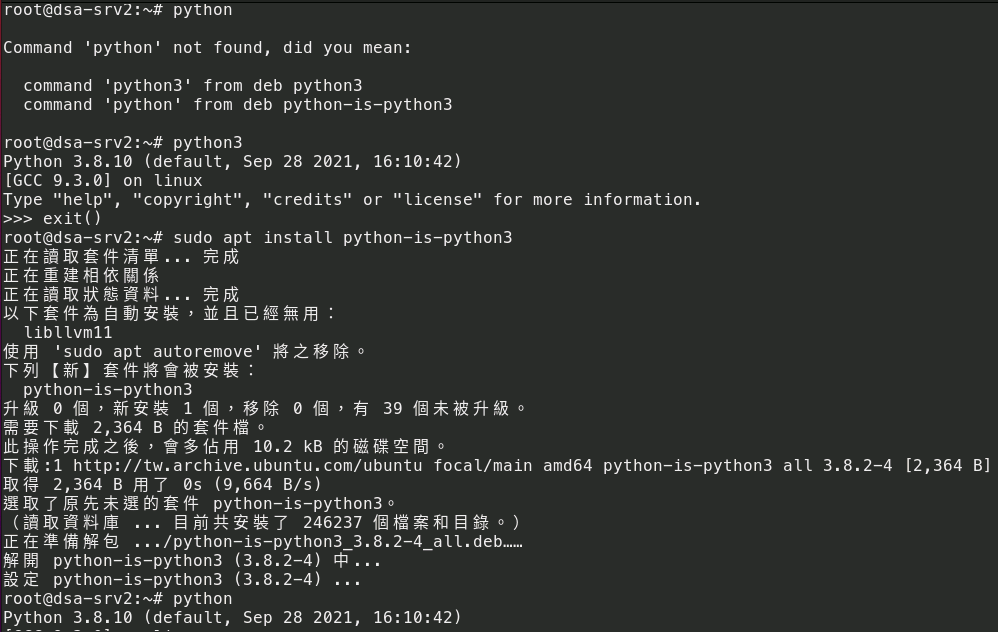 root@dsa-srv2:~# python
Command 'python' not found, did you mean:
command 'python3' from deb python3
command 'python' from deb python-is-python3
root@dsa-srv2:~# python3
Python 3.8.10 (default, Sep 28 2021, 16:10:42)
[GCC 9.3.0] on linux
Type "help", "copyright", "credits" or "license" for more information.
>>> exit()
root@dsa-srv2:~# sudo apt install python-is-python3
正在讀取套件清單... 完成
正在重建相依關係
正在讀取狀態資料... 完成
以下套件為自動安裝，並且已經無用：
libllvm11
使用 'sudo apt autoremove' 將之移除。
下列【新】套件將會被安裝：
python-is-python3
升級 0 個，新安裝 1 個，移除 0 個，有 39 個未被升級。
需要下載 2,364 B 的套件檔。
此操作完成之後，會多佔用 10.2 kB 的磁碟空間。
下載:1 http://tw.archive.ubuntu.com/ubuntu focal/main amd64 python-is-python3 all 3.8.2-4 [2,364 B]
取得 2,364 B 用了 0s (9,664 B/s)
選取了原先未選的套件 python-is-python3。
（讀取資料庫 ... 目前共安裝了 246237 個檔案和目錄。）
正在準備解包 .../python-is-python3_3.8.2-4_all.deb……
解開 python-is-python3 (3.8.2-4) 中...
設定 python-is-python3 (3.8.2-4) ...
root@dsa-srv2:~# python
Python 3.8.10 (default, Sep 28 2021, 16:10:42)